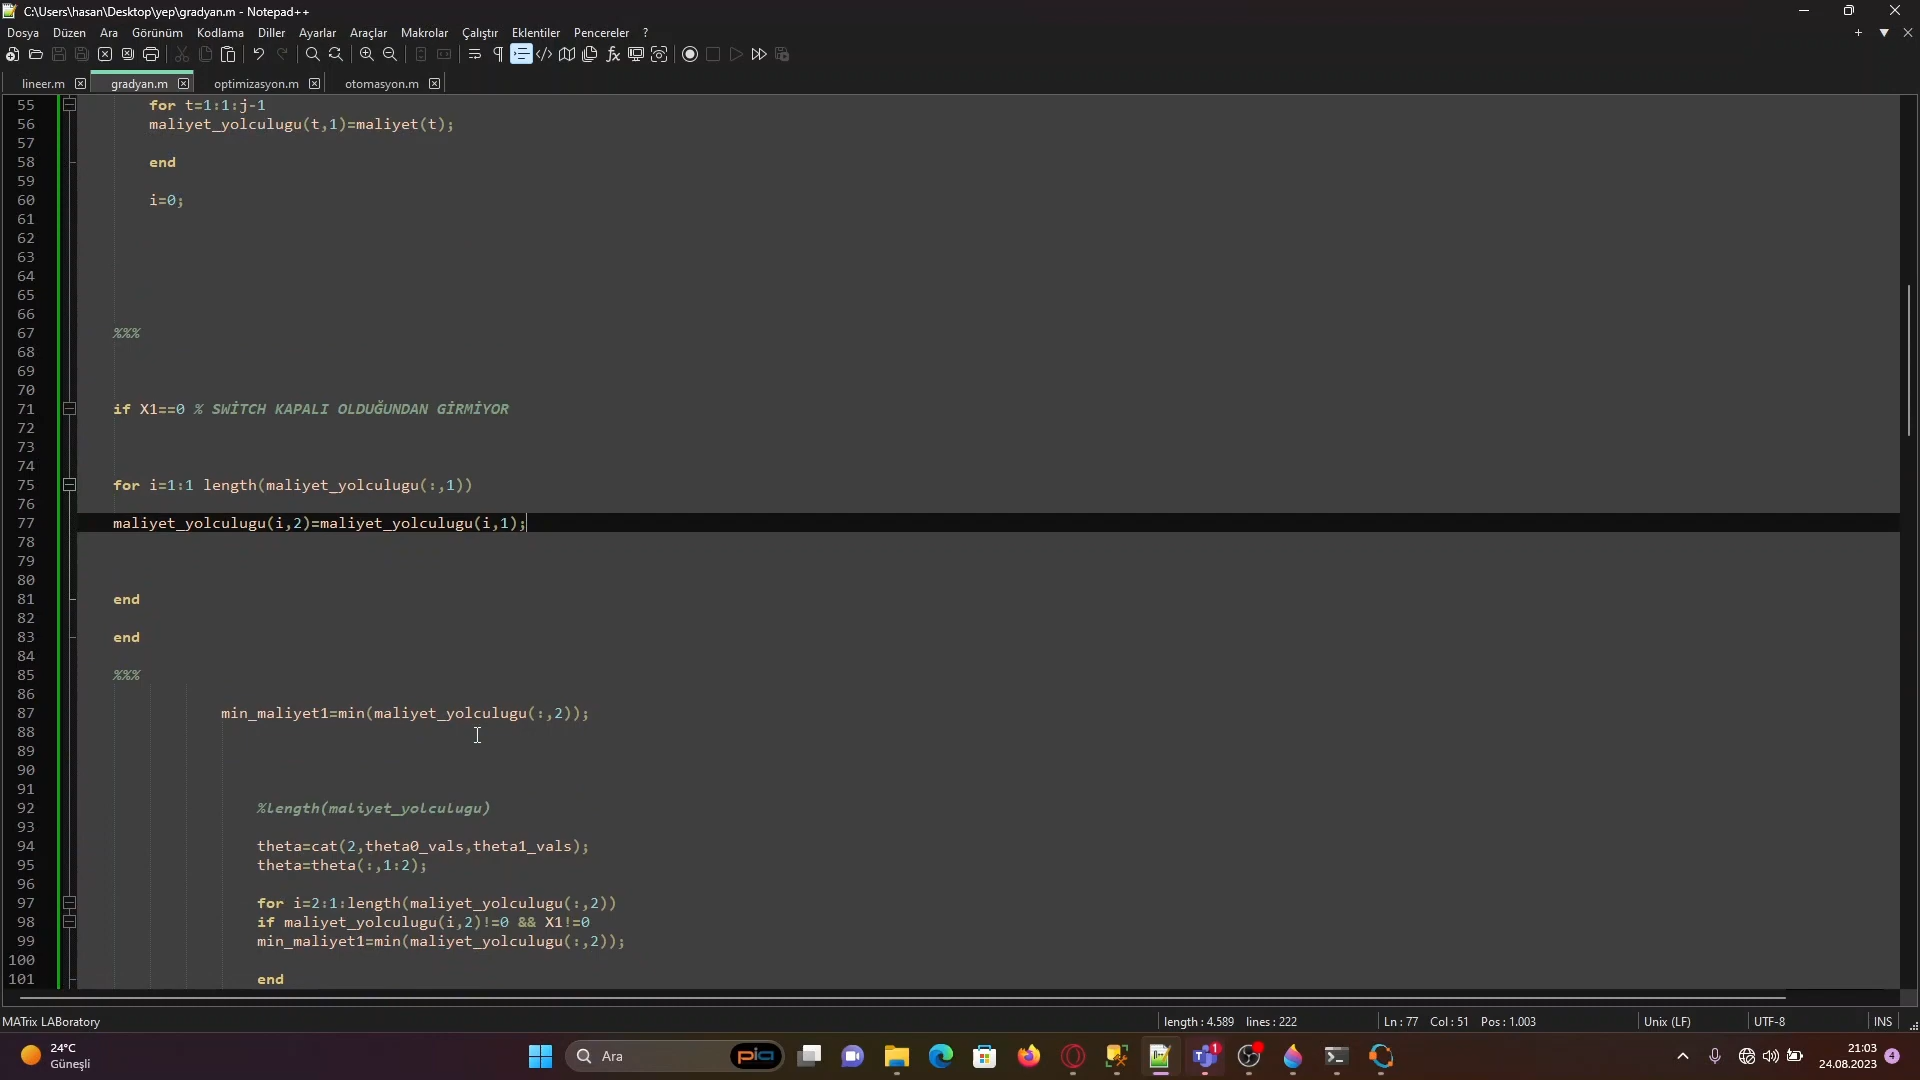 C:\Users\hasan\Desktop\yep\gradyan.m - Notepad++
Dosya Düzen Ara Görünüm Kodlama Diller Ayarlar Araçlar Makrolar Çalıştır Eklentiler Pencereler ?
lineer.m gradyan.m optimizasyon.m otomasyon.m
55 for t=1:1:j-1
56 maliyet_yolculugu(t,1)=maliyet(t);
57
58 end
59
60 i=0;
61
62
63
64
65
66
67 %%%
68
69
70
71 if X1==0 % SWİTCH KAPALI OLDUĞUNDAN GİRMİYOR
72
73
74
75 for i=1:1 length(maliyet_yolculugu(:,1))
76
77 maliyet_yolculugu(i,2)=maliyet_yolculugu(i,1);
78
79
80
81 end
82
83 end
84
85 %%%
86
87 min_maliyet1=min(maliyet_yolculugu(:,2));
88
89
90
91
92 %length(maliyet_yolculugu)
93
94 theta=cat(2,theta0_vals,theta1_vals);
95 theta=theta(:,1:2);
96
97 for i=2:1:length(maliyet_yolculugu(:,2))
98 if maliyet_yolculugu(i,2)!=0 && X1!=0
99 min_maliyet1=min(maliyet_yolculugu(:,2));
100
101 end
MATrix LABoratory length : 4.589 lines : 222 Ln : 77 Col : 51 Pos : 1.003 Unix (LF) UTF-8 INS
24°C
Güneşli
Ara
pia
1
21:03
24.08.2023
4